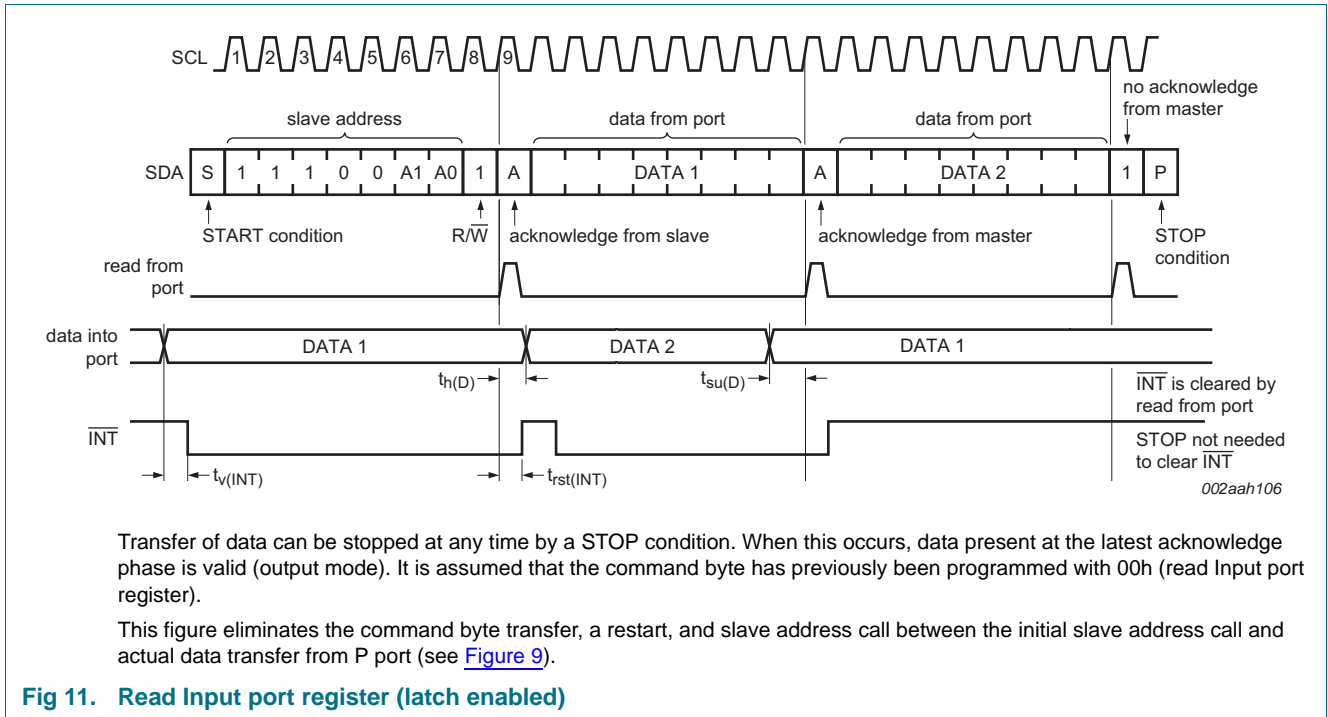 SCL 1 2 3 4 5 6 7 8 9
no acknowledge
from master
slave address data from port data from port
SDA S 1 1 1 0 0 A1 A0 1 A DATA 1 A DATA 2 1 P
START condition R/W acknowledge from slave acknowledge from master STOP
condition
read from
port
data into
port
DATA 1 DATA 2 DATA 1
th(D) tsu(D)
INT is cleared by
read from port
INT
STOP not needed
to clear INT
tv(INT) trst(INT)
002aah106
Transfer of data can be stopped at any time by a STOP condition. When this occurs, data present at the latest acknowledge
phase is valid (output mode). It is assumed that the command byte has previously been programmed with 00h (read Input port
register).
This figure eliminates the command byte transfer, a restart, and slave address call between the initial slave address call and
actual data transfer from P port (see Figure 9).
Fig 11. Read Input port register (latch enabled)